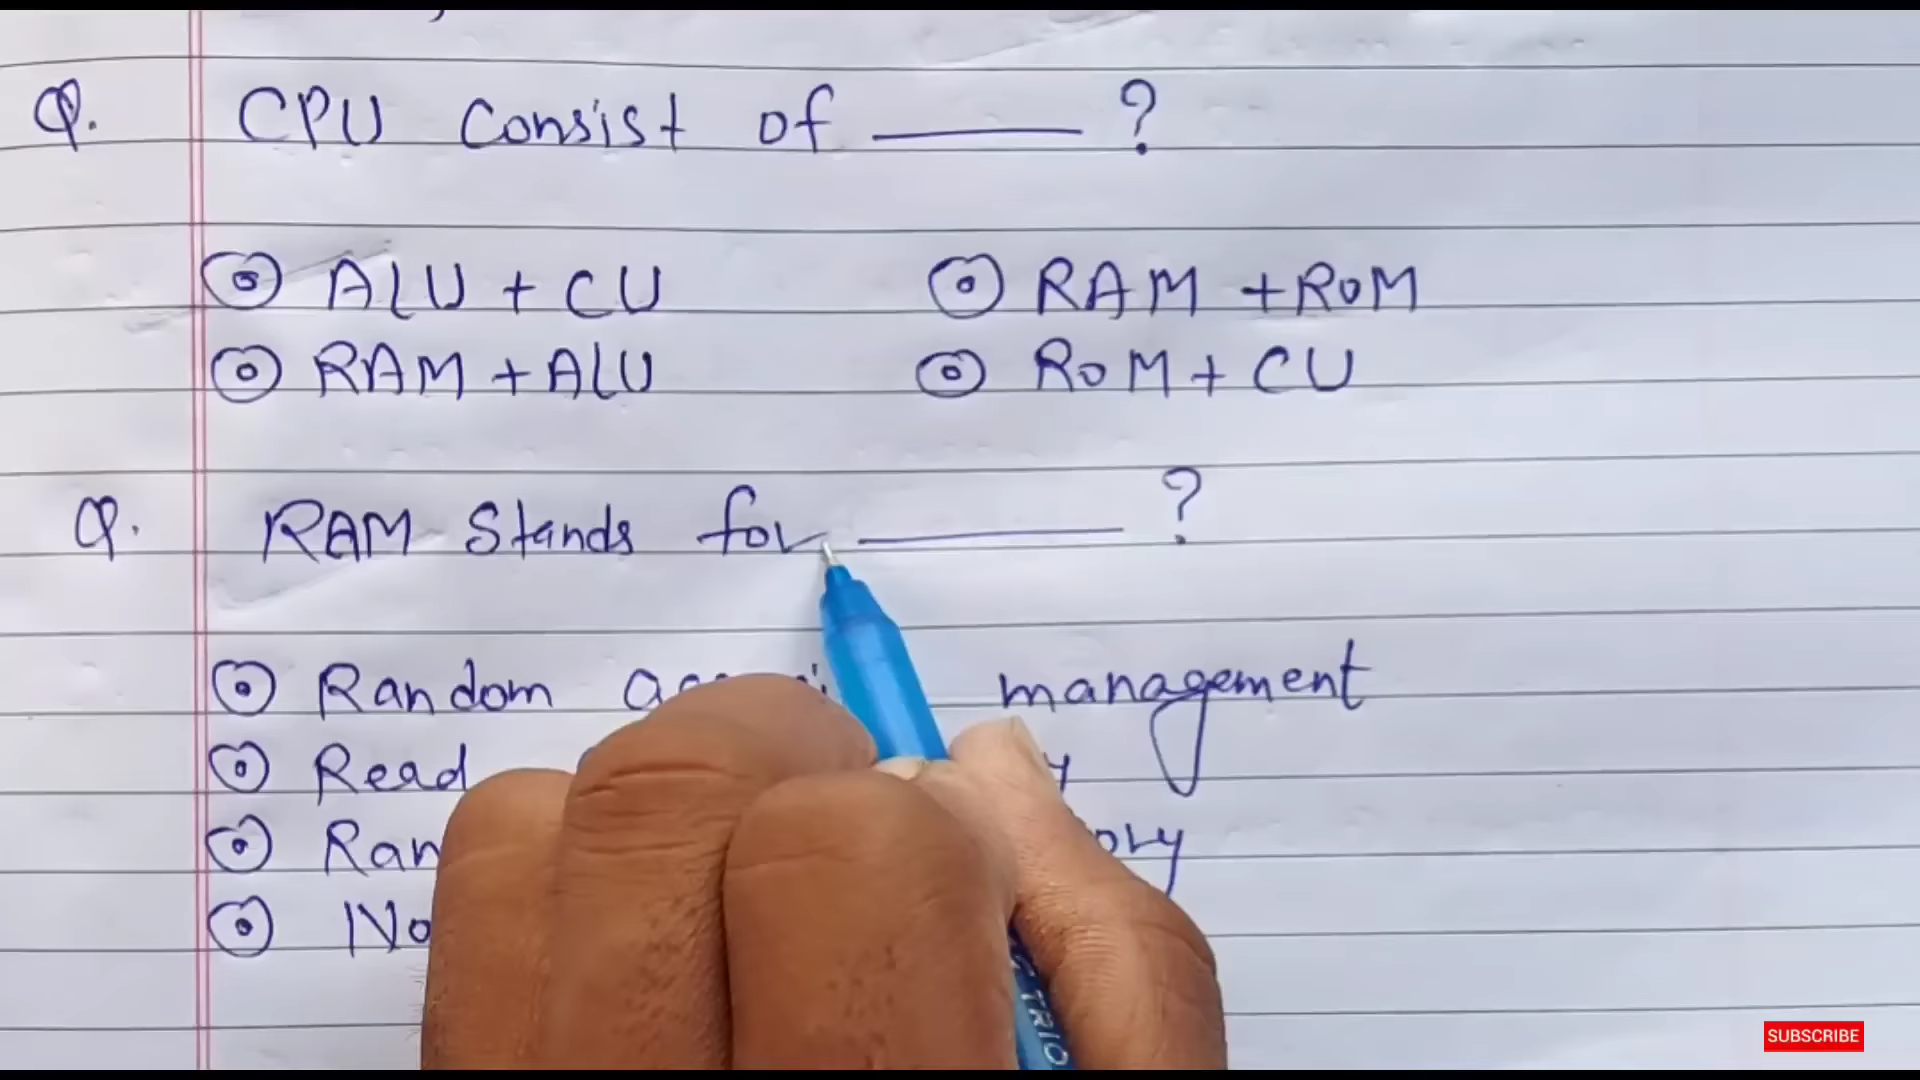 Q. CPU Consist of ______ ?
ALU + CU
RAM + ROM
RAM + ALU
ROM + CU
Q. RAM Stands for ______ ?
Random management
Read
SUBSCRIBE